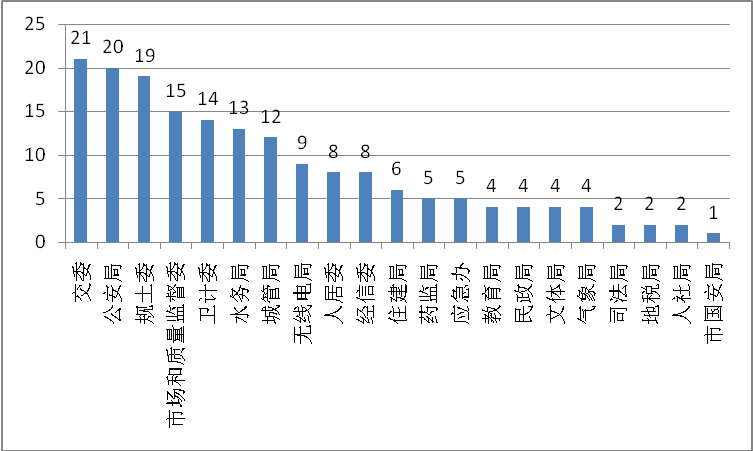 25
20
15
10
5
0
21
20
19
15
14
13
12
9
8
8
6
5
5
4
4
4
4
2
2
2
1
交委
公安局
规土委
市场和质量监督委
卫计委
水务局
城管局
无线电局
人居委
经信委
住建局
药监局
应急办
教育局
民政局
文体局
气象局
司法局
地税局
人社局
市国安局